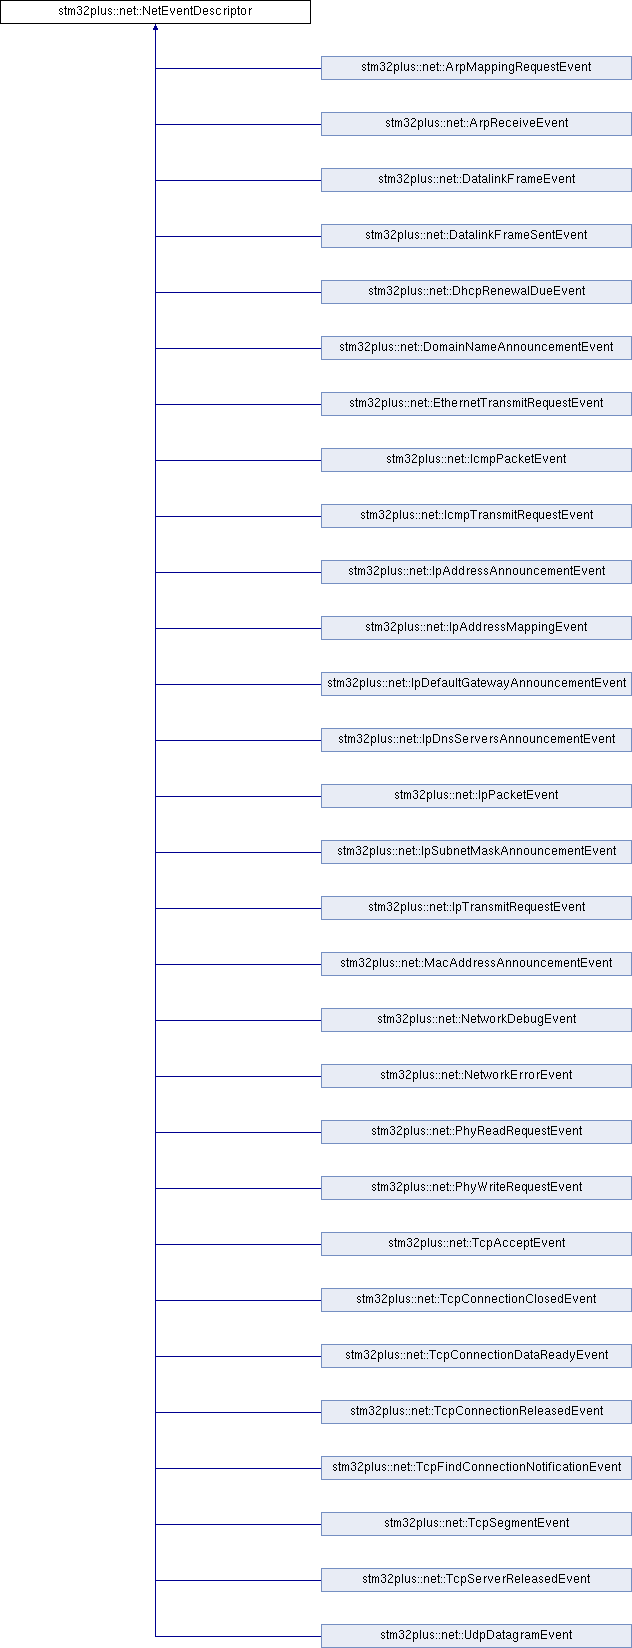 stm32plus::net::NetEventDescriptor
stm32plus::net::ArpMappingRequestEvent
stm32plus::net::ArpReceiveEvent
stm32plus::net::DatalinkFrameEvent
stm32plus::net::DatalinkFrameSentEvent
stm32plus::net::DhcpRenewalDueEvent
stm32plus::net::DomainNameAnnouncementEvent
stm32plus::net::EthernetTransmitRequestEvent
stm32plus::net::IcmpPacketEvent
stm32plus::net::IcmpTransmitRequestEvent
stm32plus::net::IpAddressAnnouncementEvent
stm32plus::net::IpAddressMappingEvent
stm32plus::net::IpDefaultGatewayAnnouncementEvent
stm32plus::net::IpDnsServersAnnouncementEvent
stm32plus::net::IpPacketEvent
stm32plus::net::IpSubnetMaskAnnouncementEvent
stm32plus::net::IpTransmitRequestEvent
stm32plus::net::MacAddressAnnouncementEvent
stm32plus::net::NetworkDebugEvent
stm32plus::net::NetworkErrorEvent
stm32plus::net::PhyReadRequestEvent
stm32plus::net::PhyWriteRequestEvent
stm32plus::net::TcpAcceptEvent
stm32plus::net::TcpConnectionClosedEvent
stm32plus::net::TcpConnectionDataReadyEvent
stm32plus::net::TcpConnectionReleasedEvent
stm32plus::net::TcpFindConnectionNotificationEvent
stm32plus::net::TcpSegmentEvent
stm32plus::net::TcpServerReleasedEvent
stm32plus::net::UdpDatagramEvent